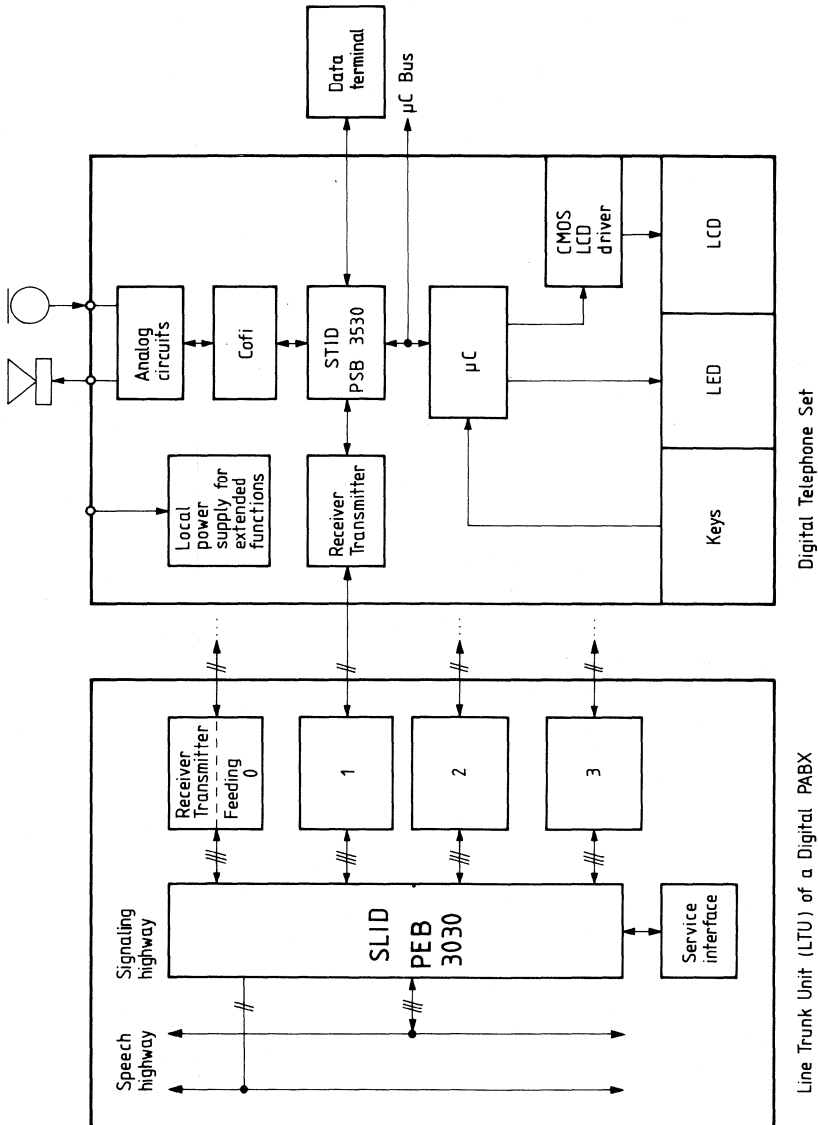 Speech
highway
Signaling
highway
SLID
PEB
3030
Service
interface
Receiver
Transmitter
Feeding
0
1
2
3
Line Trunk Unit (LTU) of a Digital PABX
Local
power
supply for
extended
functions
Receiver
Transmitter
Analog
circuits
Cofi
STID
PSB 3530
µC
Data
terminal
µC Bus
CMOS
LCD
driver
Keys
LED
LCD
Digital Telephone Set